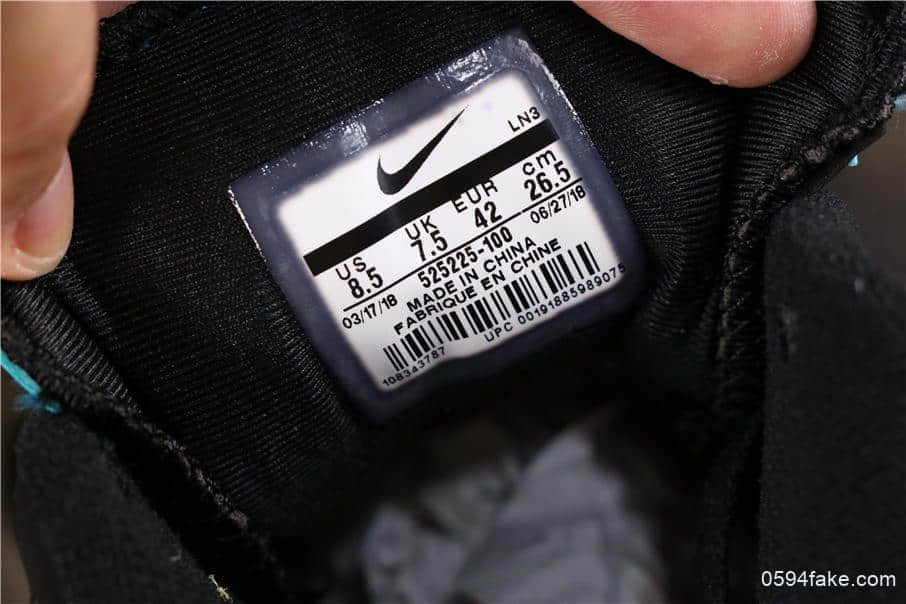 LN3
US UK EUR cm
8.5 7.5 42 26.5
03/17/18 525225-100 06/27/18
MADE IN CHINA
FABRIQUE EN CHINE
108343787 UPC 00191885989075
0594fake.com